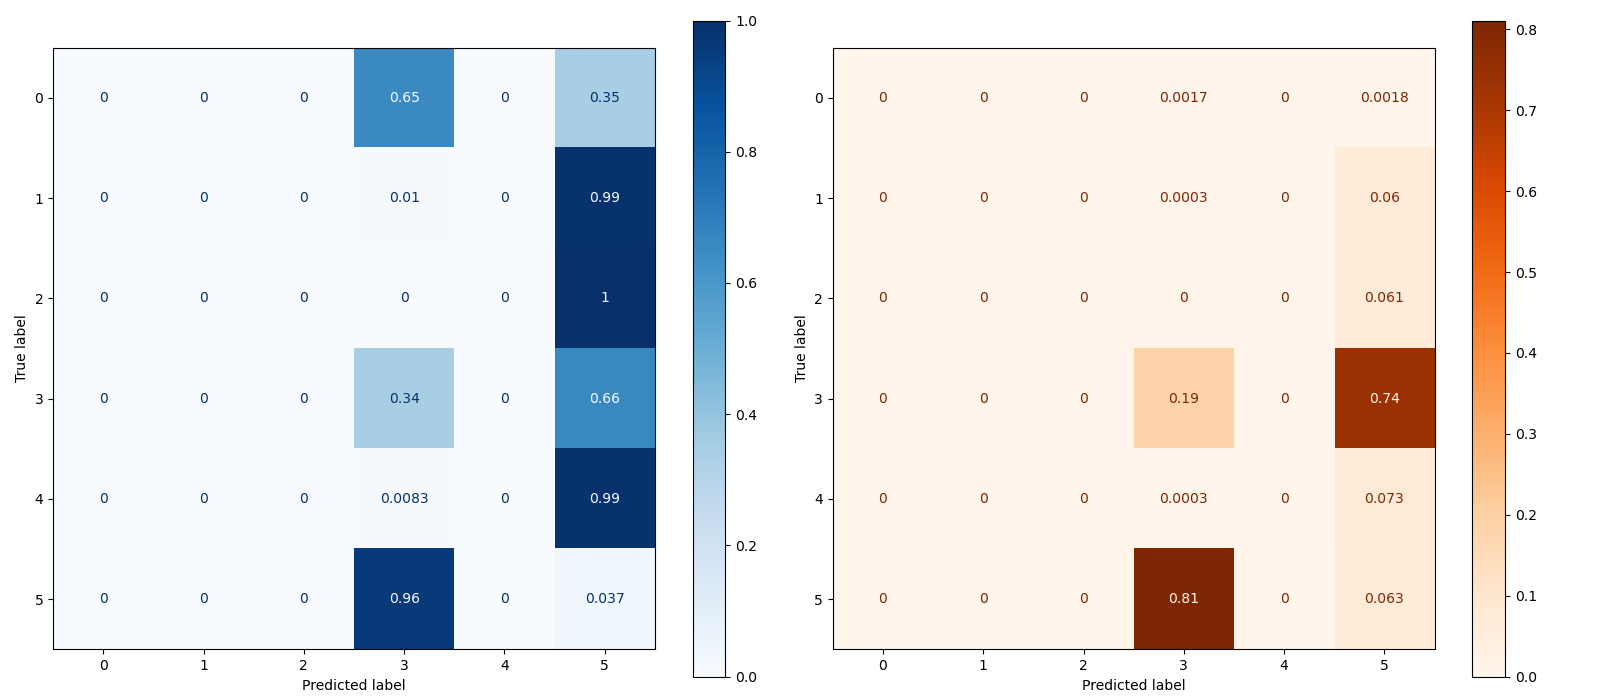 0 0 0 0 0.65 0 0.35
1 0 0 0 0.01 0 0.99
2 0 0 0 0 0 1
3 0 0 0 0.34 0 0.66
4 0 0 0 0.0083 0 0.99
5 0 0 0 0.96 0 0.037
0 1 2 3 4 5
True label
Predicted label
1.0
0.8
0.6
0.4
0.2
0.0
0 0 0 0 0.0017 0 0.0018
1 0 0 0 0.0003 0 0.06
2 0 0 0 0 0 0.061
3 0 0 0 0.19 0 0.74
4 0 0 0 0.0003 0 0.073
5 0 0 0 0.81 0 0.063
0 1 2 3 4 5
True label
Predicted label
0.8
0.7
0.6
0.5
0.4
0.3
0.2
0.1
0.0